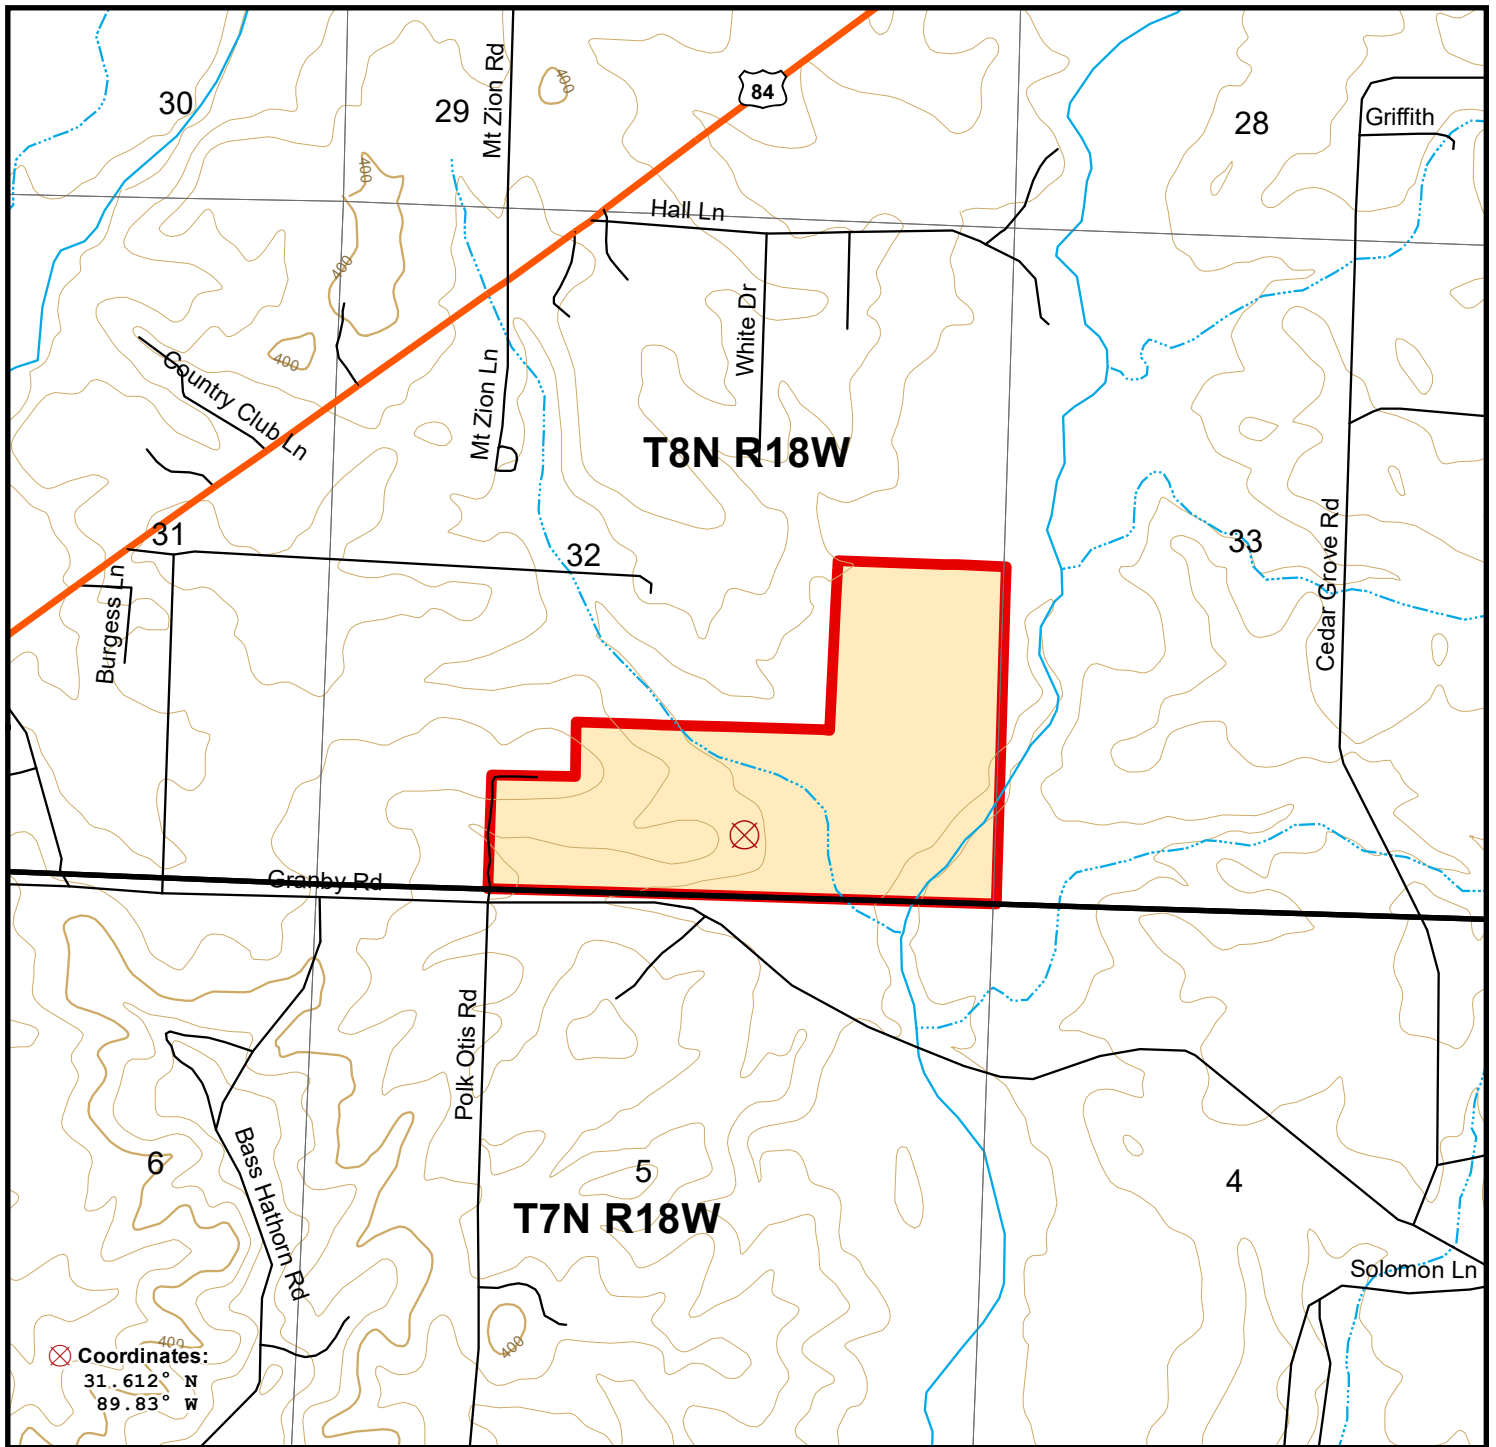 30
29
Mt Zion Rd
400
84
28
Griffith
400
Hall Ln
400
White Dr
400
Country Club Ln
Mt Zion Ln
T8N R18W
31
32
33
Cedar Grove Rd
Burgess Ln
Granby Rd
Polk Otis Rd
6
Bass Hathorn Rd
5
4
T7N R18W
Solomon Ln
400
400
Coordinates:
31.612° N
89.83° W